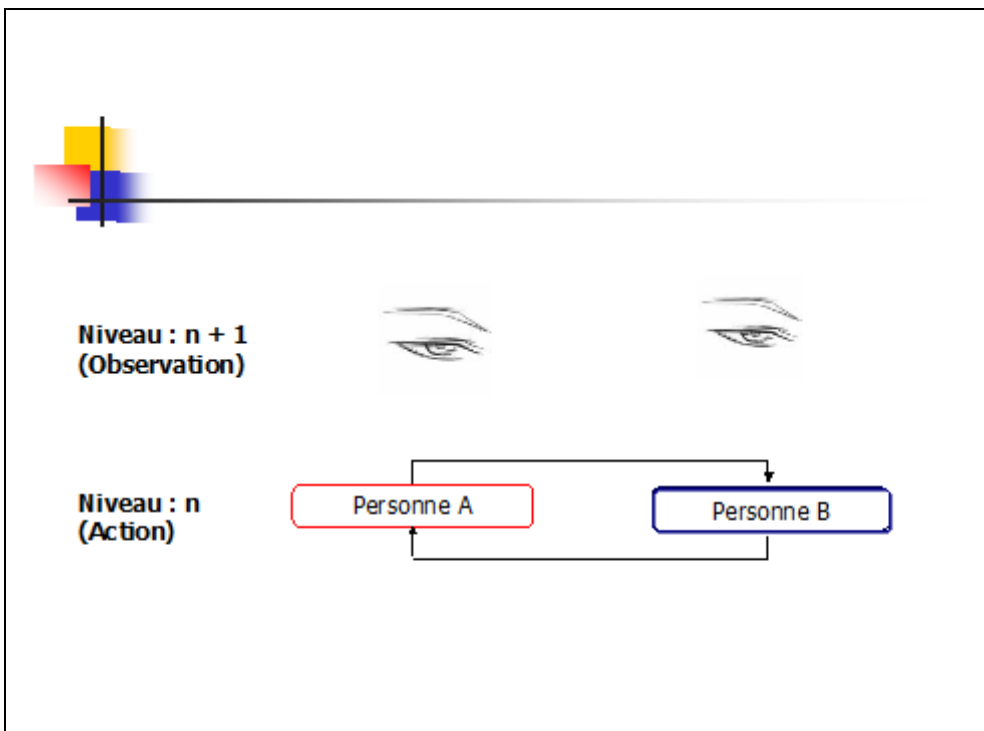 Niveau : n + 1
(Observation)
Niveau : n
(Action)
Personne A
Personne B